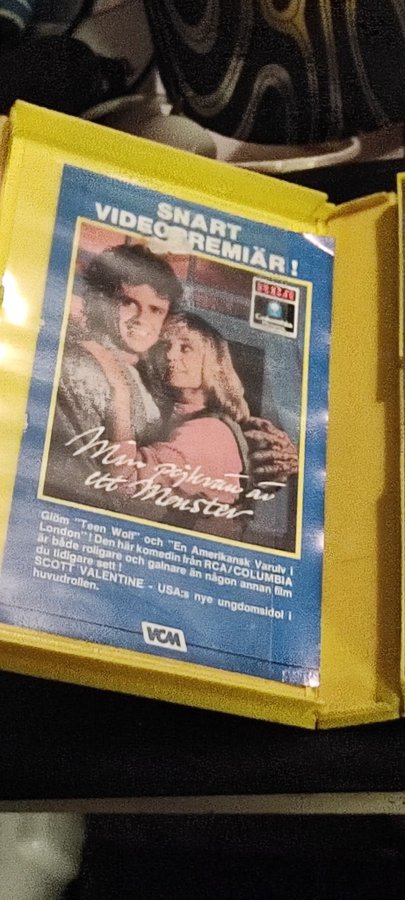 SNART
VIDEOPREMIÄR!
Min pojkvän är
ett Monster
Glöm "Teen Wolf" och "En Amerikansk Varulv i
London"! Den här komedin från RCA/COLUMBIA
är både roligare och galnare än någon annan film
du tidigare sett!
SCOTT VALENTINE - USA:s nye ungdomsidol i
huvudrollen.
VCM